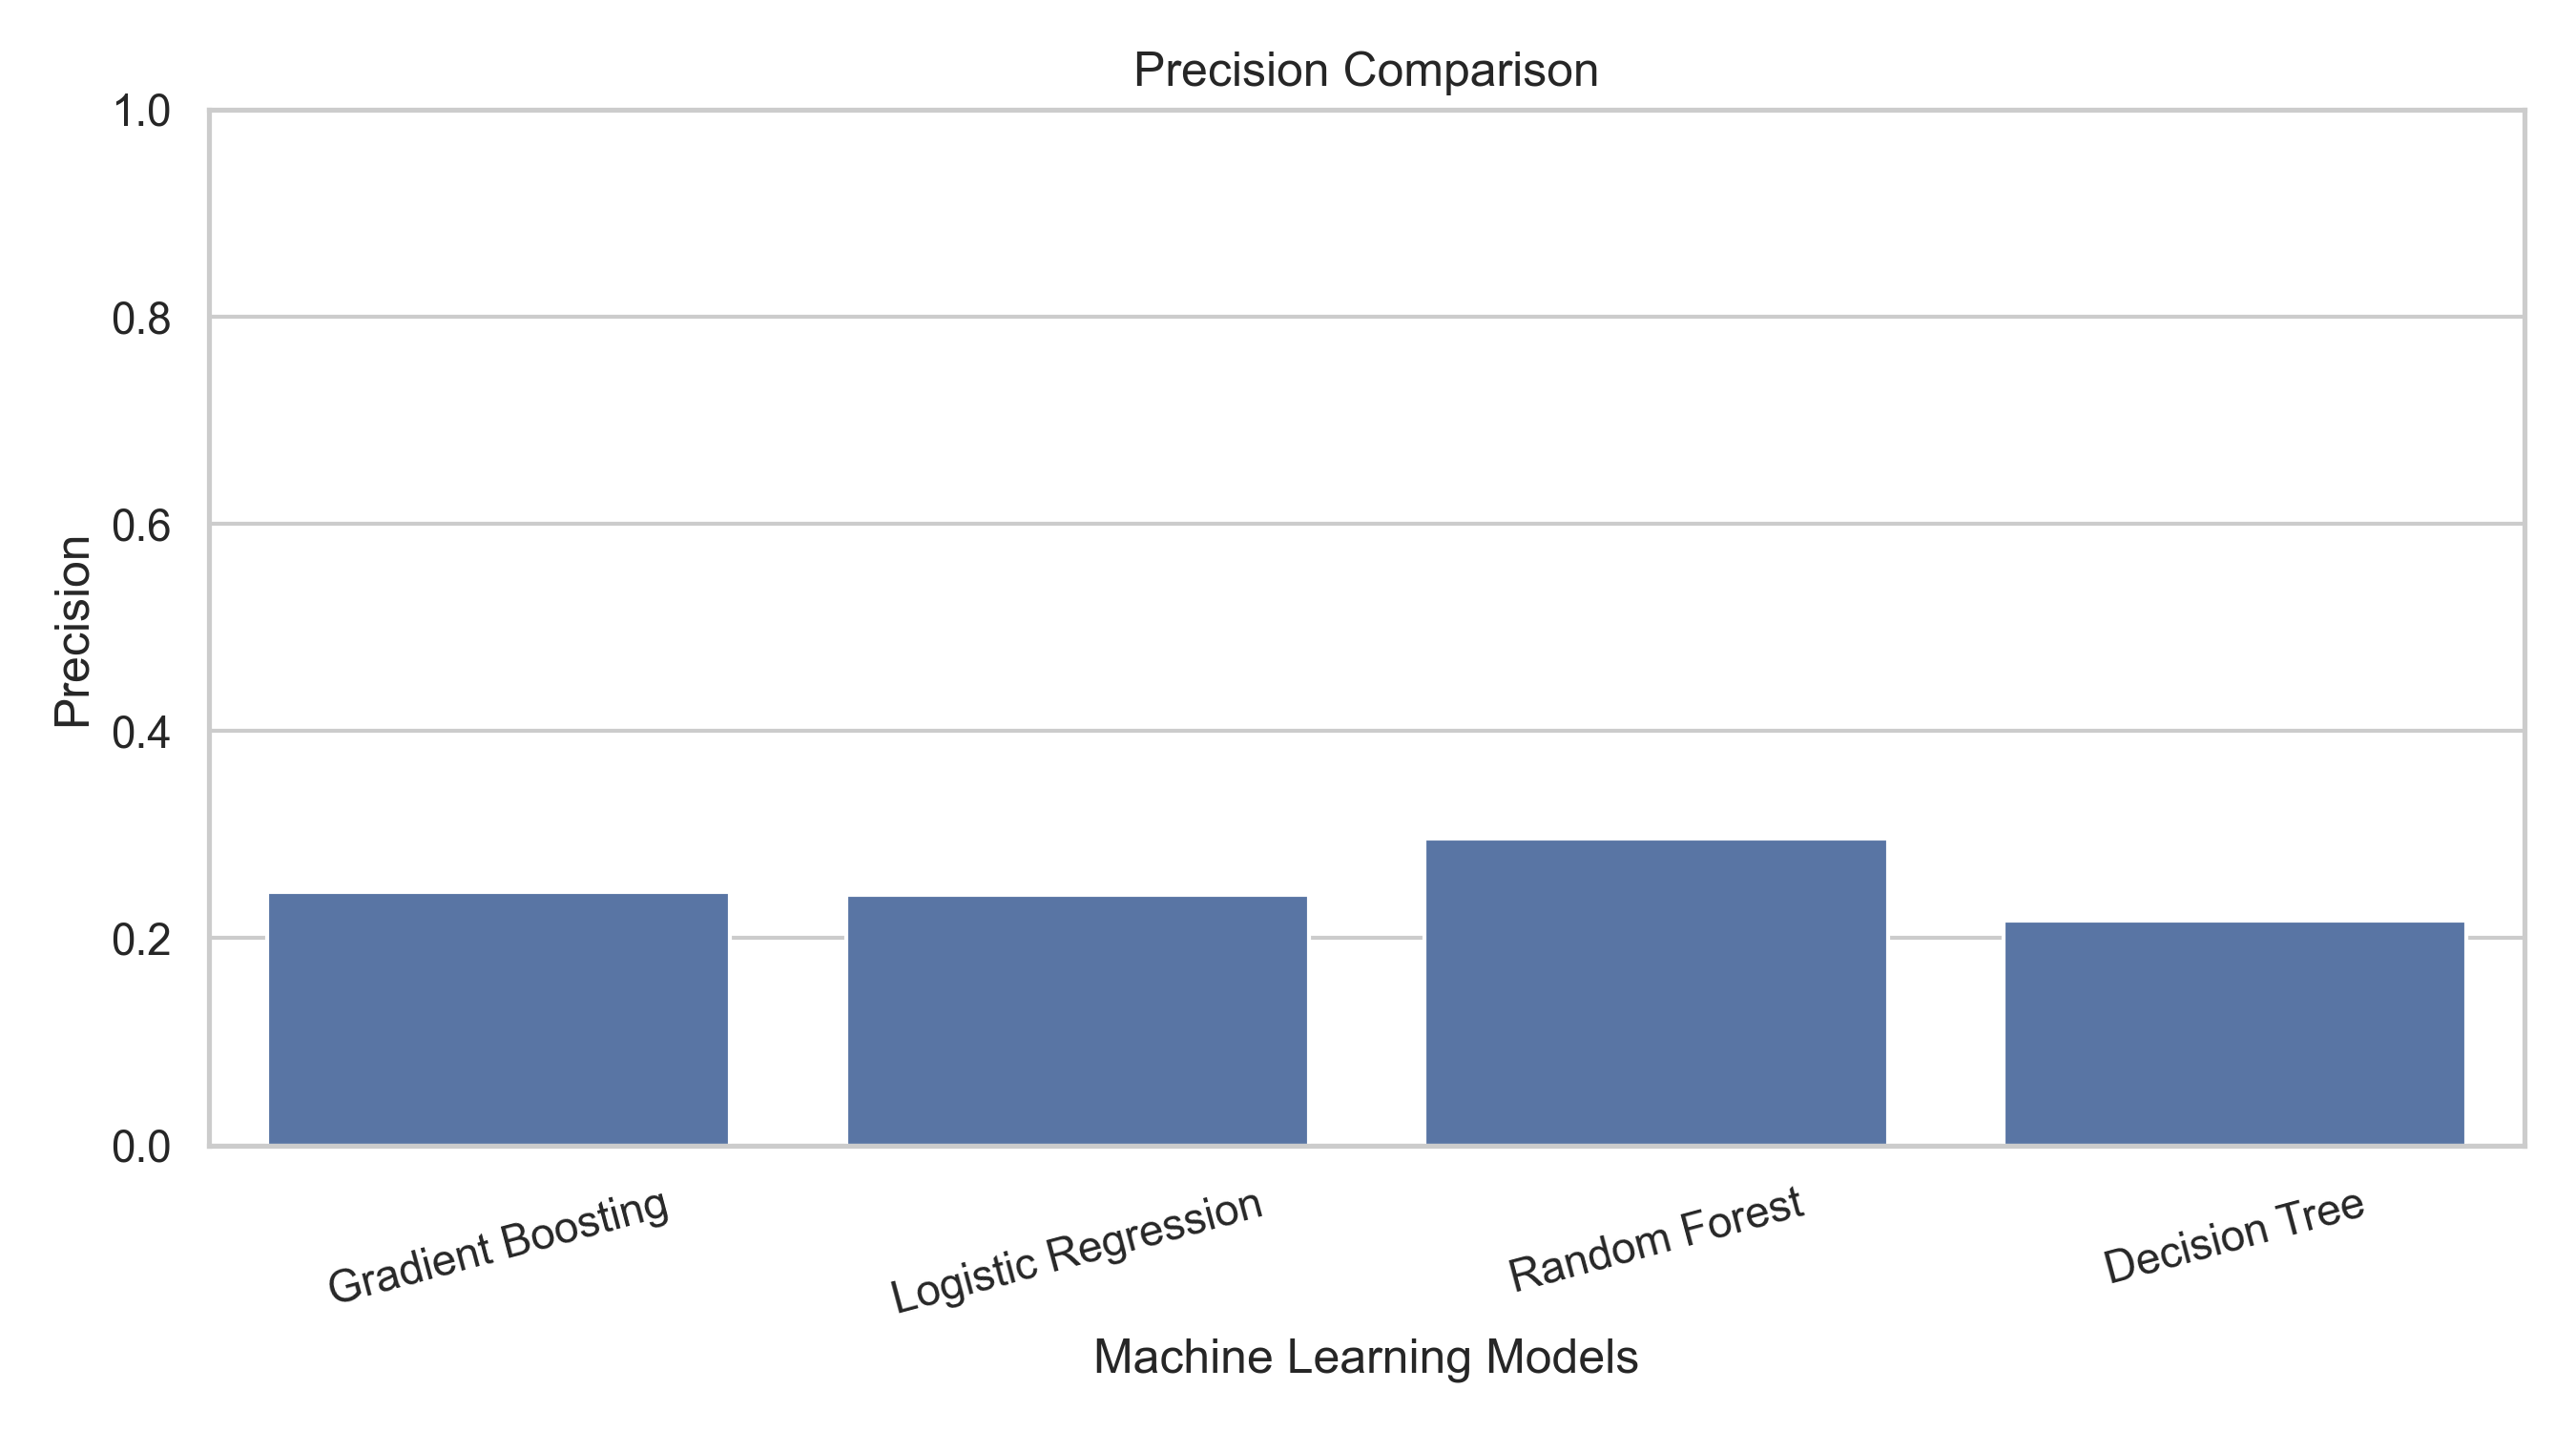 Precision Comparison
1.0
0.8
0.6
0.4
0.2
0.0
Precision
Gradient Boosting
Logistic Regression
Random Forest
Decision Tree
Machine Learning Models